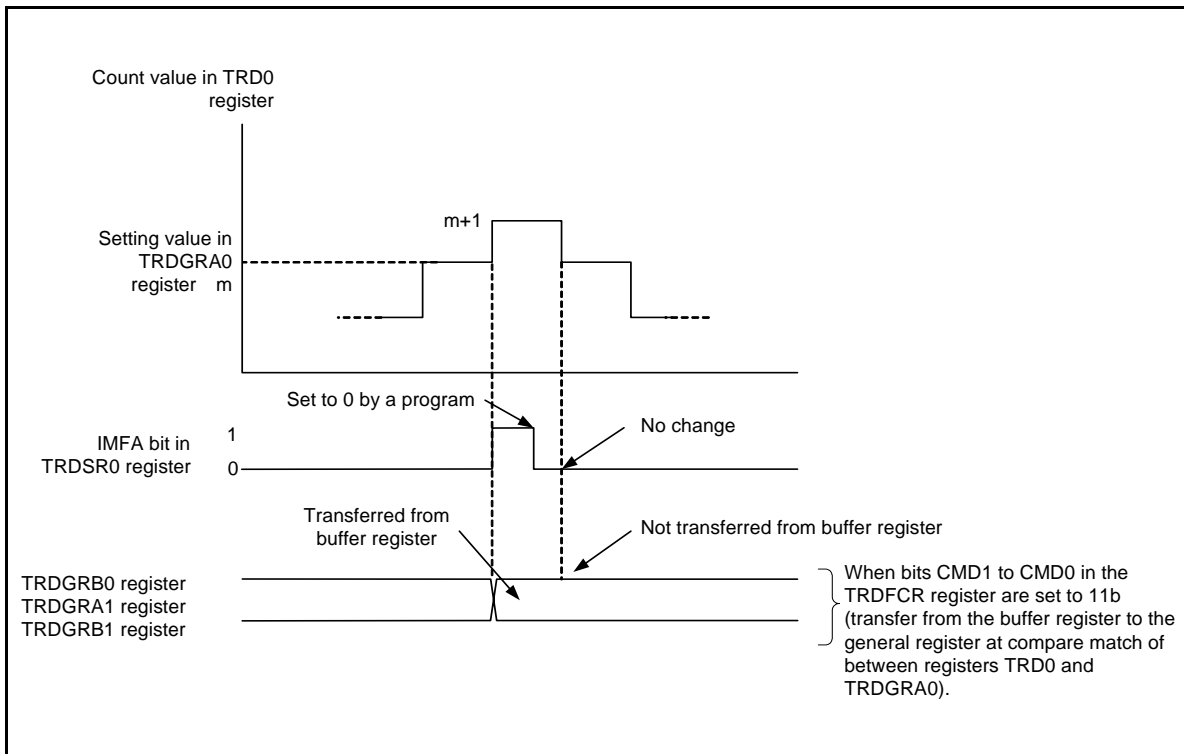 Count value in TRD0
register
m+1
Setting value in
TRDGRA0
register m
Set to 0 by a program
No change
IMFA bit in
TRDSR0 register
1
0
Transferred from
buffer register
Not transferred from buffer register
TRDGRB0 register
TRDGRA1 register
TRDGRB1 register
When bits CMD1 to CMD0 in the
TRDFCR register are set to 11b
(transfer from the buffer register to the
general register at compare match of
between registers TRD0 and
TRDGRA0).